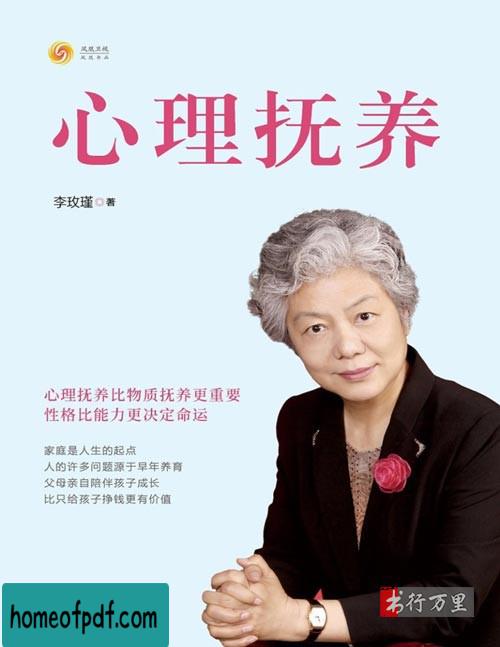 凤凰卫视
凤凰书品
心理抚养
李玫瑾◎著
心理抚养比物质抚养更重要
性格比能力更决定命运
家庭是人生的起点
人的许多问题源于早年养育
父母亲自陪伴孩子成长
比只给孩子挣钱更有价值
homeofpdf.com
书行万里